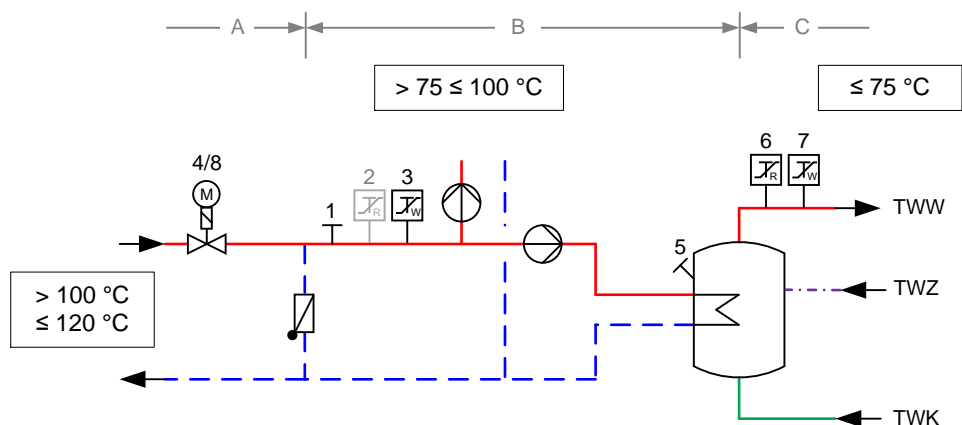 A
B
C
> 75 ≤ 100 °C
≤ 75 °C
6
7
4/8
2
3
R
W
M
R
W
1
TWW
5
> 100 °C
≤ 120 °C
TWZ
TWK